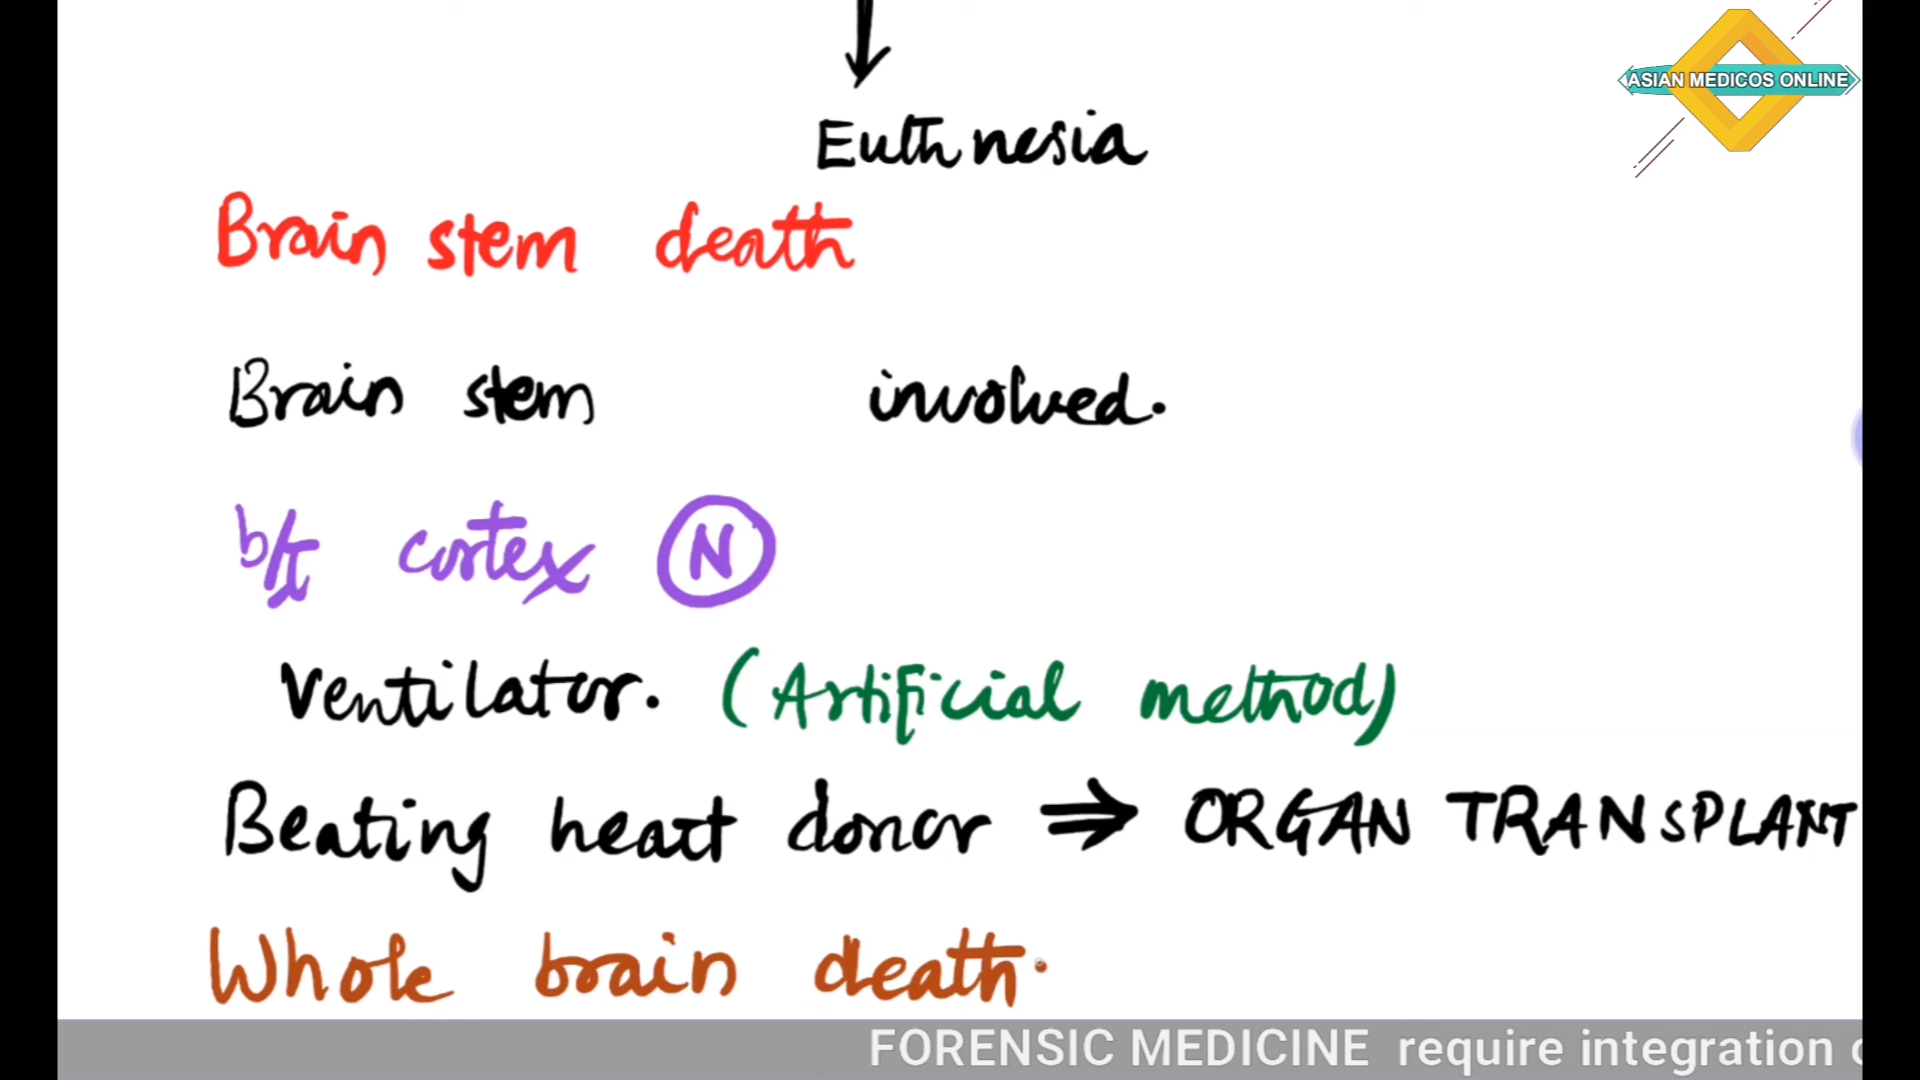 ASIAN MEDICOS ONLINE
Euthnesia
Brain stem death
Brain stem involved.
b/t cortex N
Ventilator. (Artificial method)
Beating heart donor ⇒ ORGAN TRANSPLANT
Whole brain death.
FORENSIC MEDICINE require integration